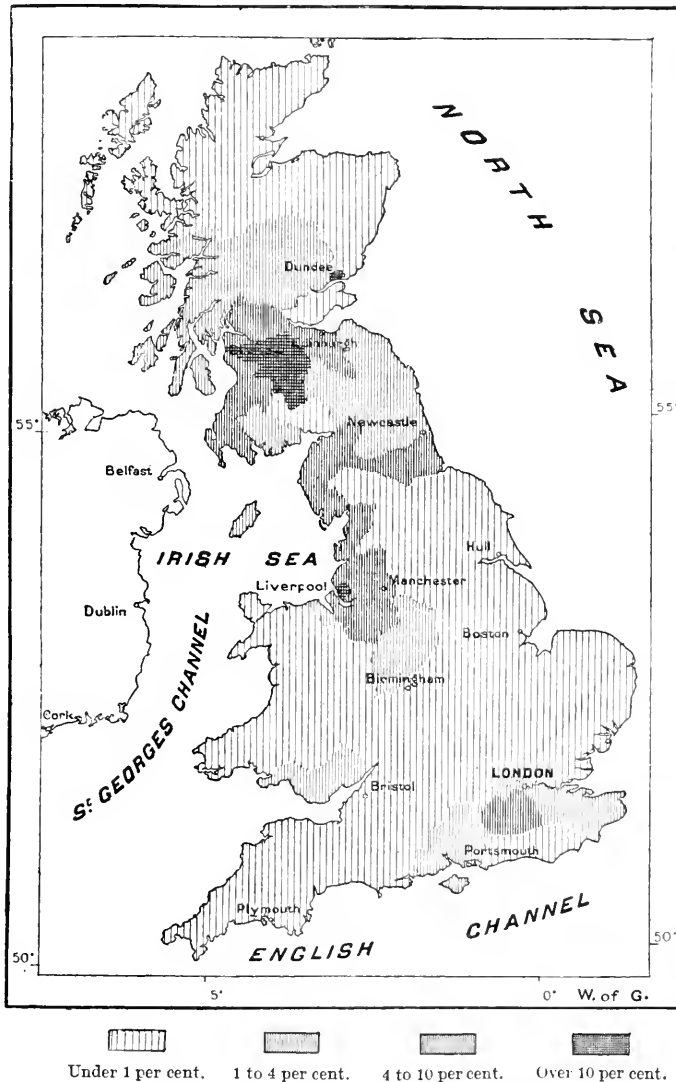 NORTH
SEA
Dundee
Edinburgh
Newcastle
55°
55°
Belfast
IRISH SEA
Hull
Liverpool
Manchester
Dublin
Boston
ST GEORGES CHANNEL
Birmingham
Cork
LONDON
Bristol
Portsmouth
Plymouth
ENGLISH CHANNEL
50°
50°
5°
0°
W. of G.
Under 1 per cent.
1 to 4 per cent.
4 to 10 per cent.
Over 10 per cent.